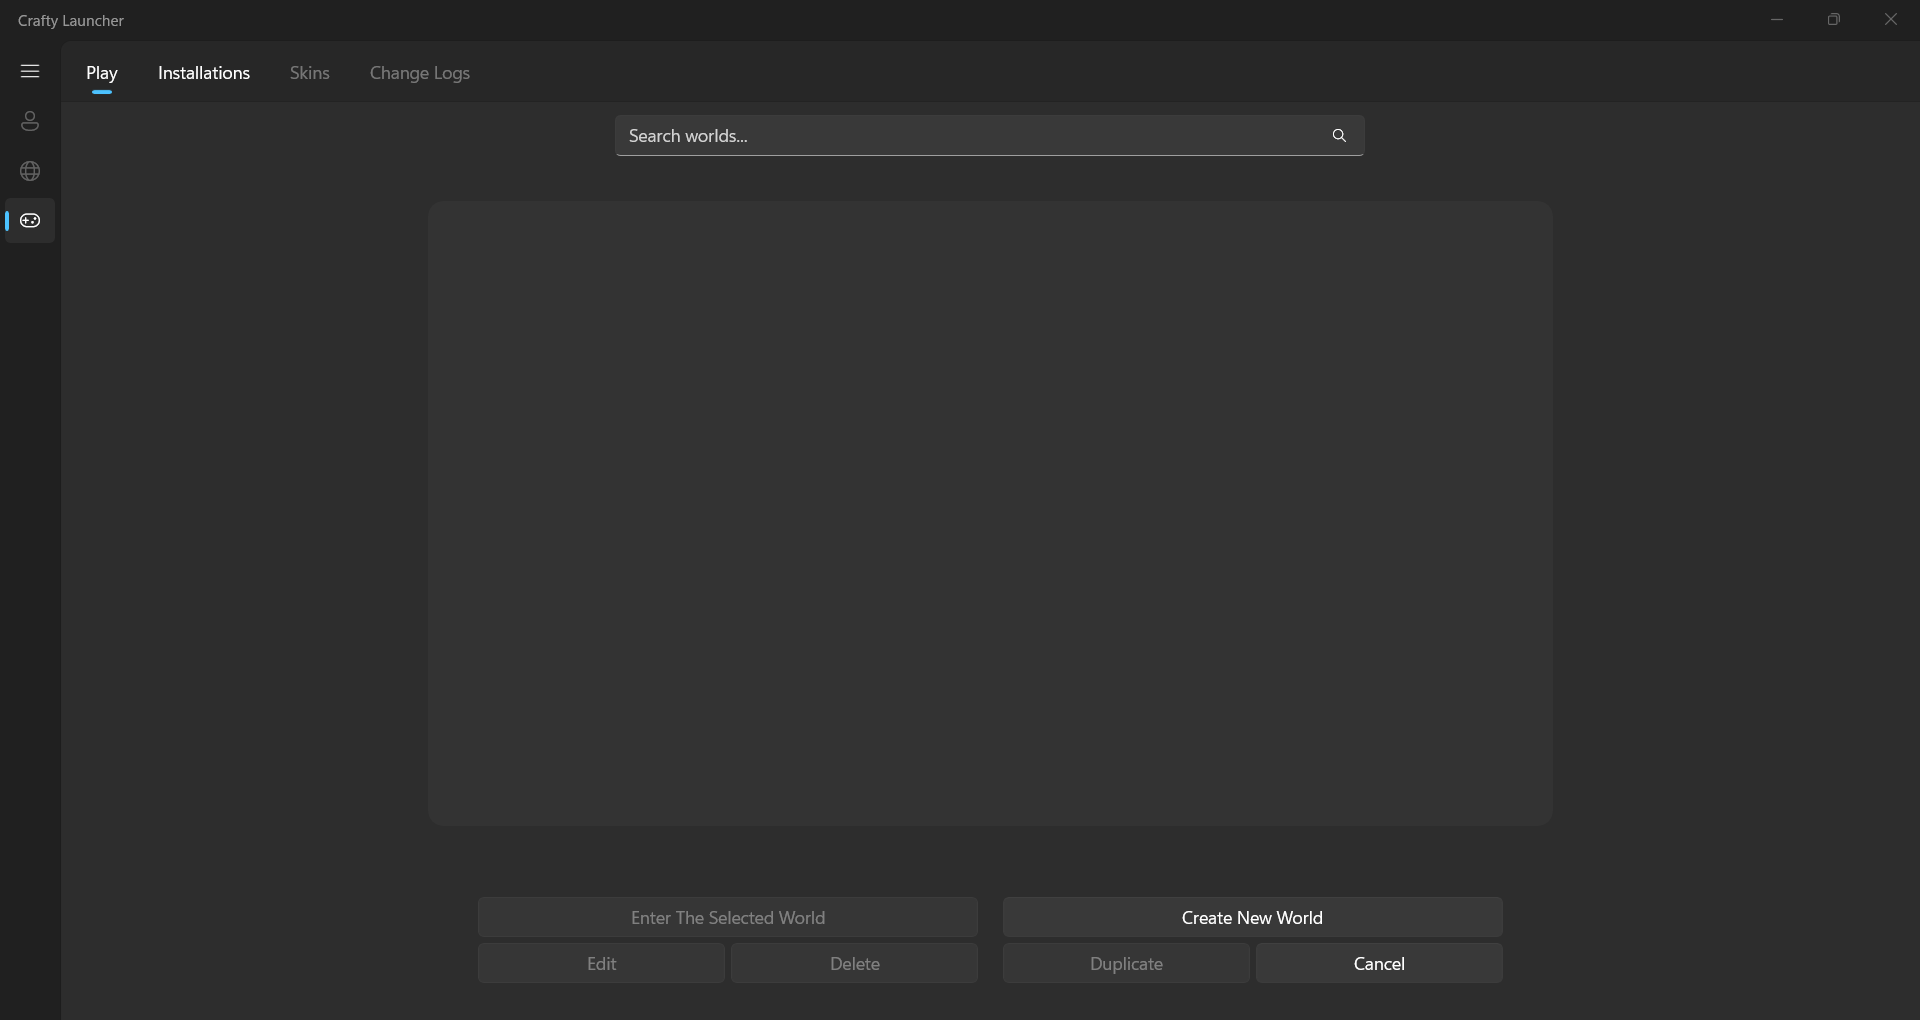 Crafty Launcher
Play
Installations
Skins
Change Logs
Search worlds...
Enter The Selected World
Create New World
Edit
Delete
Duplicate
Cancel